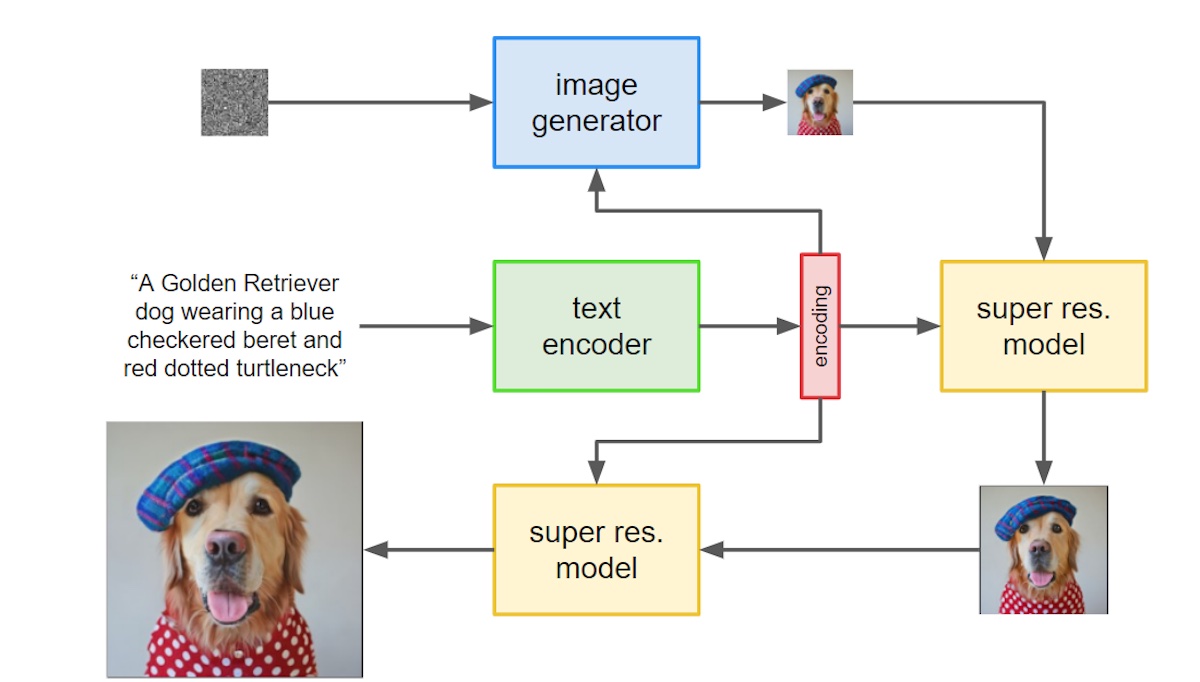 image
generator
“A Golden Retriever
dog wearing a blue
checkered beret and
red dotted turtleneck”
text
encoder
encoding
super res.
model
super res.
model